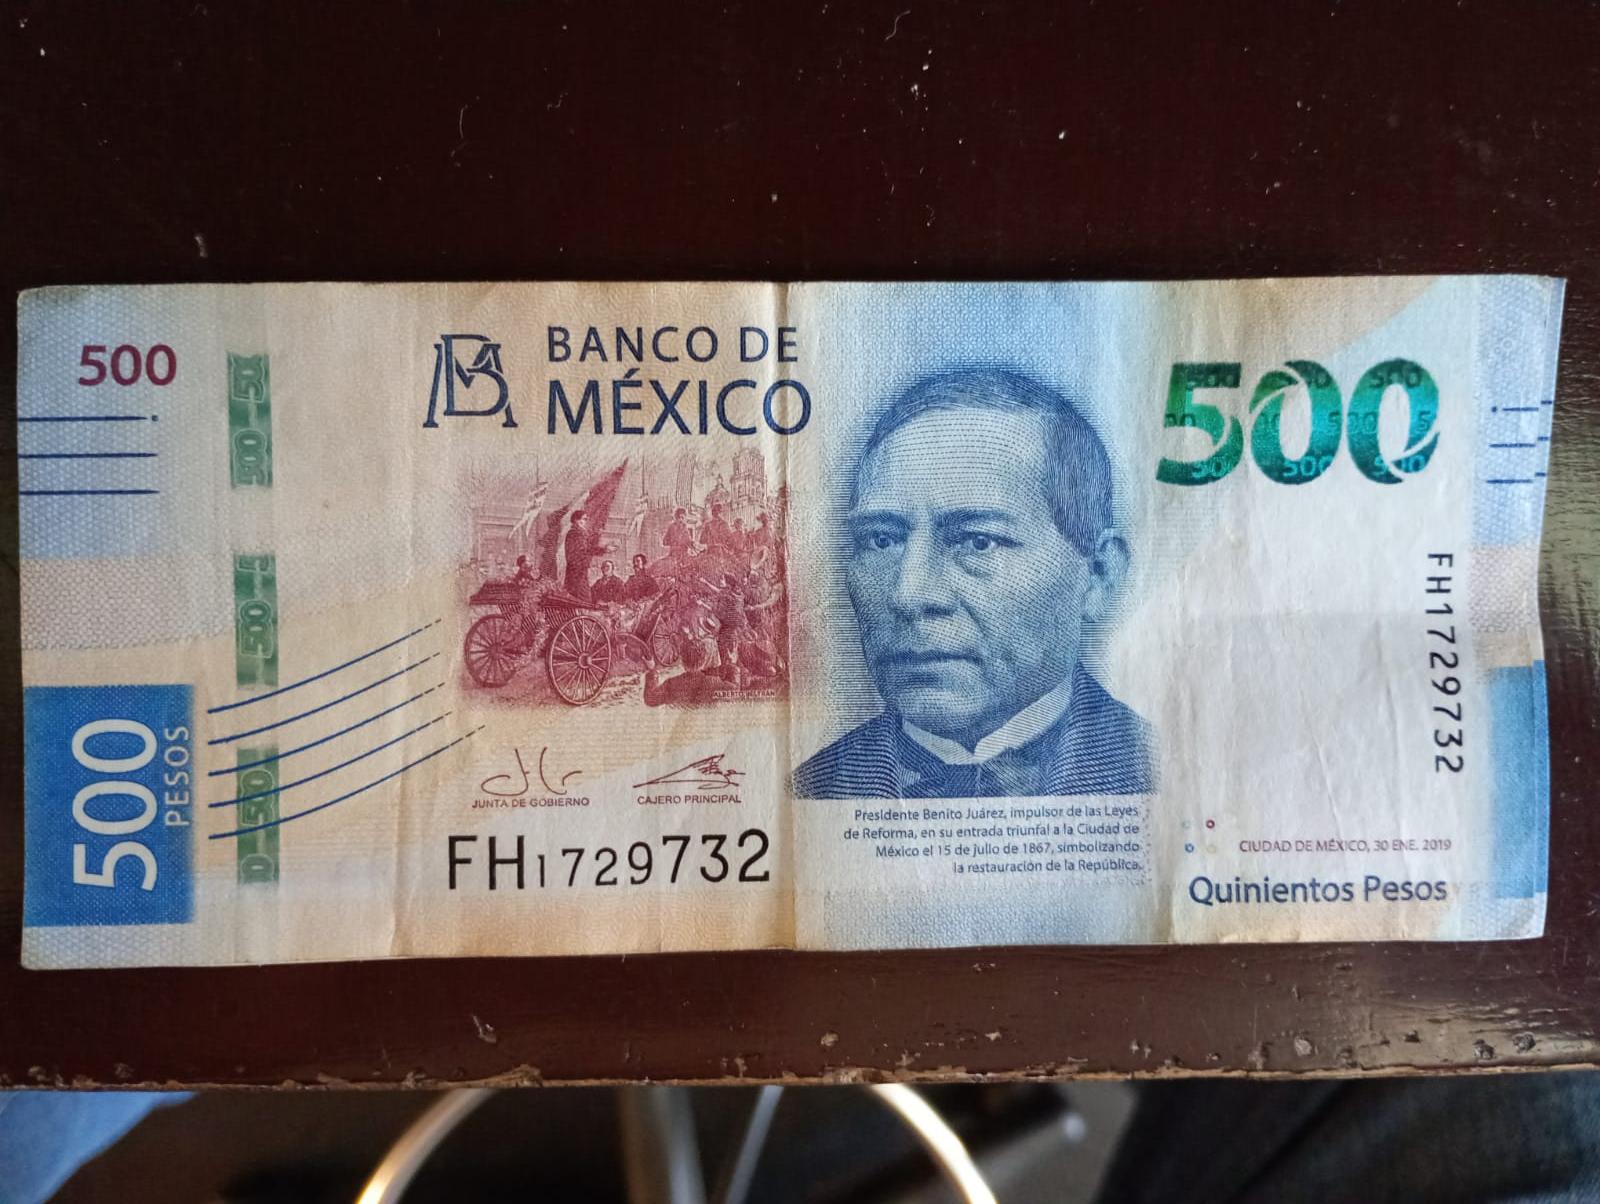 500
BANCO DE
MÉXICO
500
500
PESOS
ALBERTO BELTRÁN
JUNTA DE GOBIERNO
CAJERO PRINCIPAL
FH1729732
Presidente Benito Juárez, impulsor de las Leyes
de Reforma, en su entrada triunfal a la Ciudad de
México el 15 de julio de 1867, simbolizando
la restauración de la República.
FH1729732
CIUDAD DE MÉXICO, 30 ENE. 2019
Quinientos Pesos